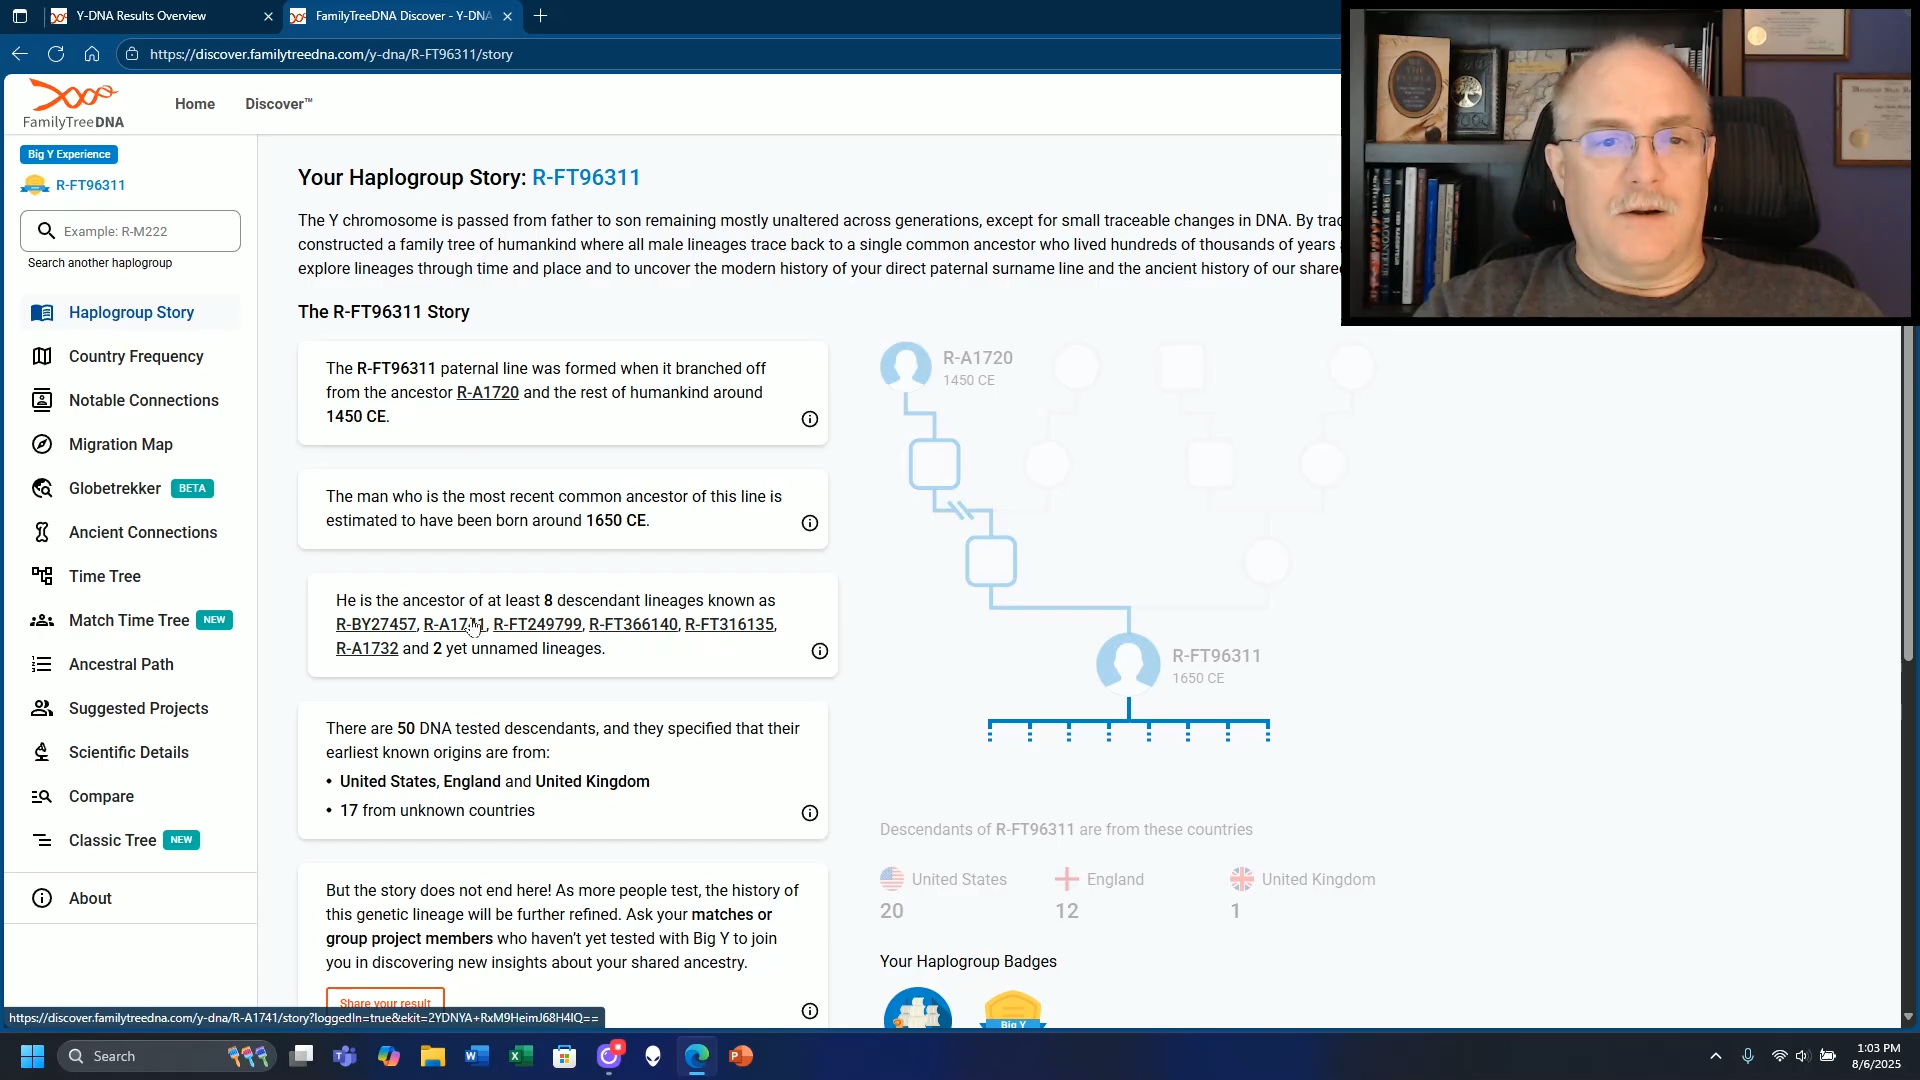 Y-DNA Results Overview
FamilyTreeDNA Discover - Y-DNA
https://discover.familytreedna.com/y-dna/R-FT96311/story
FamilyTreeDNA
Home
Discover™
Big Y Experience
R-FT96311
Example: R-M222
Search another haplogroup
Haplogroup Story
Country Frequency
Notable Connections
Migration Map
Globetrekker BETA
Ancient Connections
Time Tree
Match Time Tree NEW
Ancestral Path
Suggested Projects
Scientific Details
Compare
Classic Tree NEW
About
Your Haplogroup Story: R-FT96311
The Y chromosome is passed from father to son remaining mostly unaltered across generations, except for small traceable changes in DNA. By
constructed a family tree of humankind where all male lineages trace back to a single common ancestor who lived hundreds of thousands of years
explore lineages through time and place and to uncover the modern history of your direct paternal surname line and the ancient history of our
The R-FT96311 Story
The R-FT96311 paternal line was formed when it branched off
from the ancestor R-A1720 and the rest of humankind around
1450 CE.
The man who is the most recent common ancestor of this line is
estimated to have been born around 1650 CE.
He is the ancestor of at least 8 descendant lineages known as
R-BY27457, R-A1741, R-FT249799, R-FT366140, R-FT316135,
R-A1732 and 2 yet unnamed lineages.
There are 50 DNA tested descendants, and they specified that their
earliest known origins are from:
• United States, England and United Kingdom
• 17 from unknown countries
But the story does not end here! As more people test, the history of
this genetic lineage will be further refined. Ask your matches or
group project members who haven't yet tested with Big Y to join
you in discovering new insights about your shared ancestry.
Share your result
R-A1720
1450 CE
R-FT96311
1650 CE
Descendants of R-FT96311 are from these countries
United States
20
England
12
United Kingdom
1
Your Haplogroup Badges
Big Y
https://discover.familytreedna.com/y-dna/R-A1741/story?loggedIn=true&ekit=2YDNYA+RxM9HeimJ68H4IQ==
Search
1:03 PM
8/6/2025